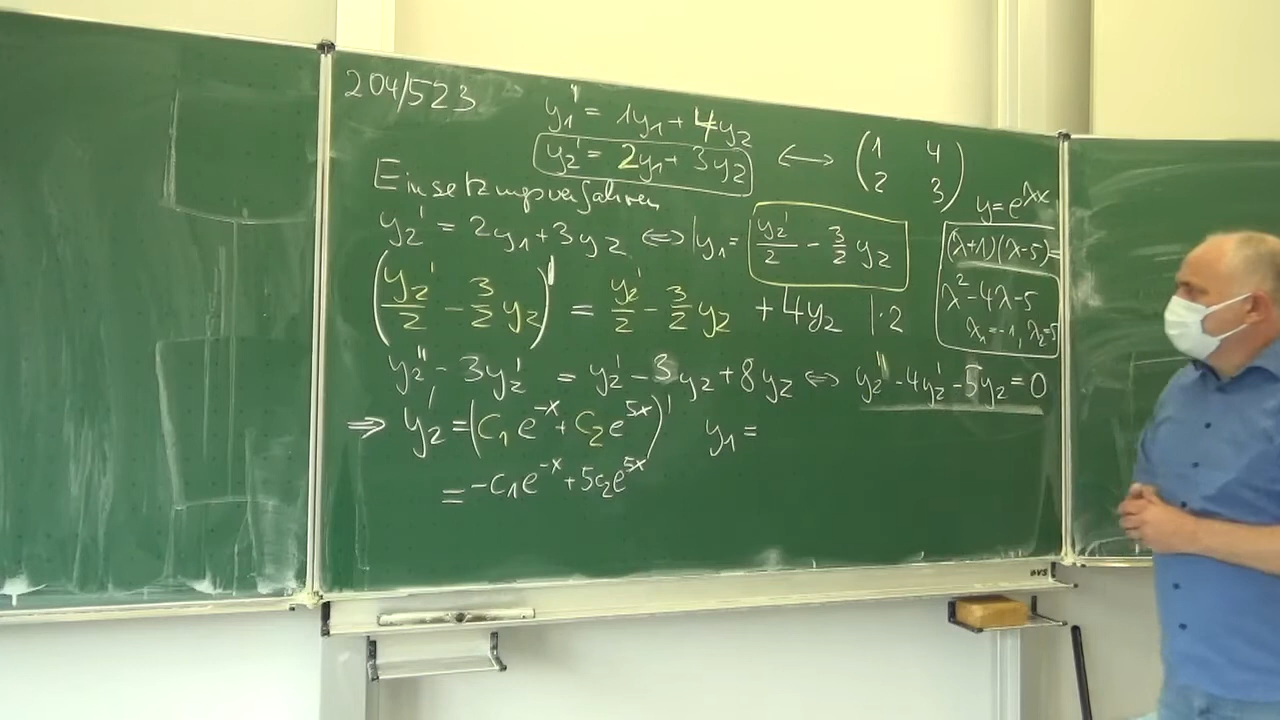 204/523
y₁' = 1y₁ + 4y₂
y₂' = 2y₁ + 3y₂ ⟷ (1 4
2 3)
Einsetzungsverfahren
y = e^{λx}
y₂' = 2y₁ + 3y₂ ⇔ | y₁ = y₂'/2 - 3/2 y₂
(λ+1)(λ-5)=
λ² - 4λ - 5
λ₁ = -1, λ₂ = 5
(y₂'/2 - 3/2 y₂)' = y₂'/2 - 3/2 y₂ + 4y₂ | · 2
y₂'' - 3y₂' = y₂' - 3y₂ + 8y₂ ⇔ y₂'' - 4y₂' - 5y₂ = 0
⇒ y₂' = (c₁e^{-x} + c₂e^{5x})' y₁ =
= -c₁e^{-x} + 5c₂e^{5x}